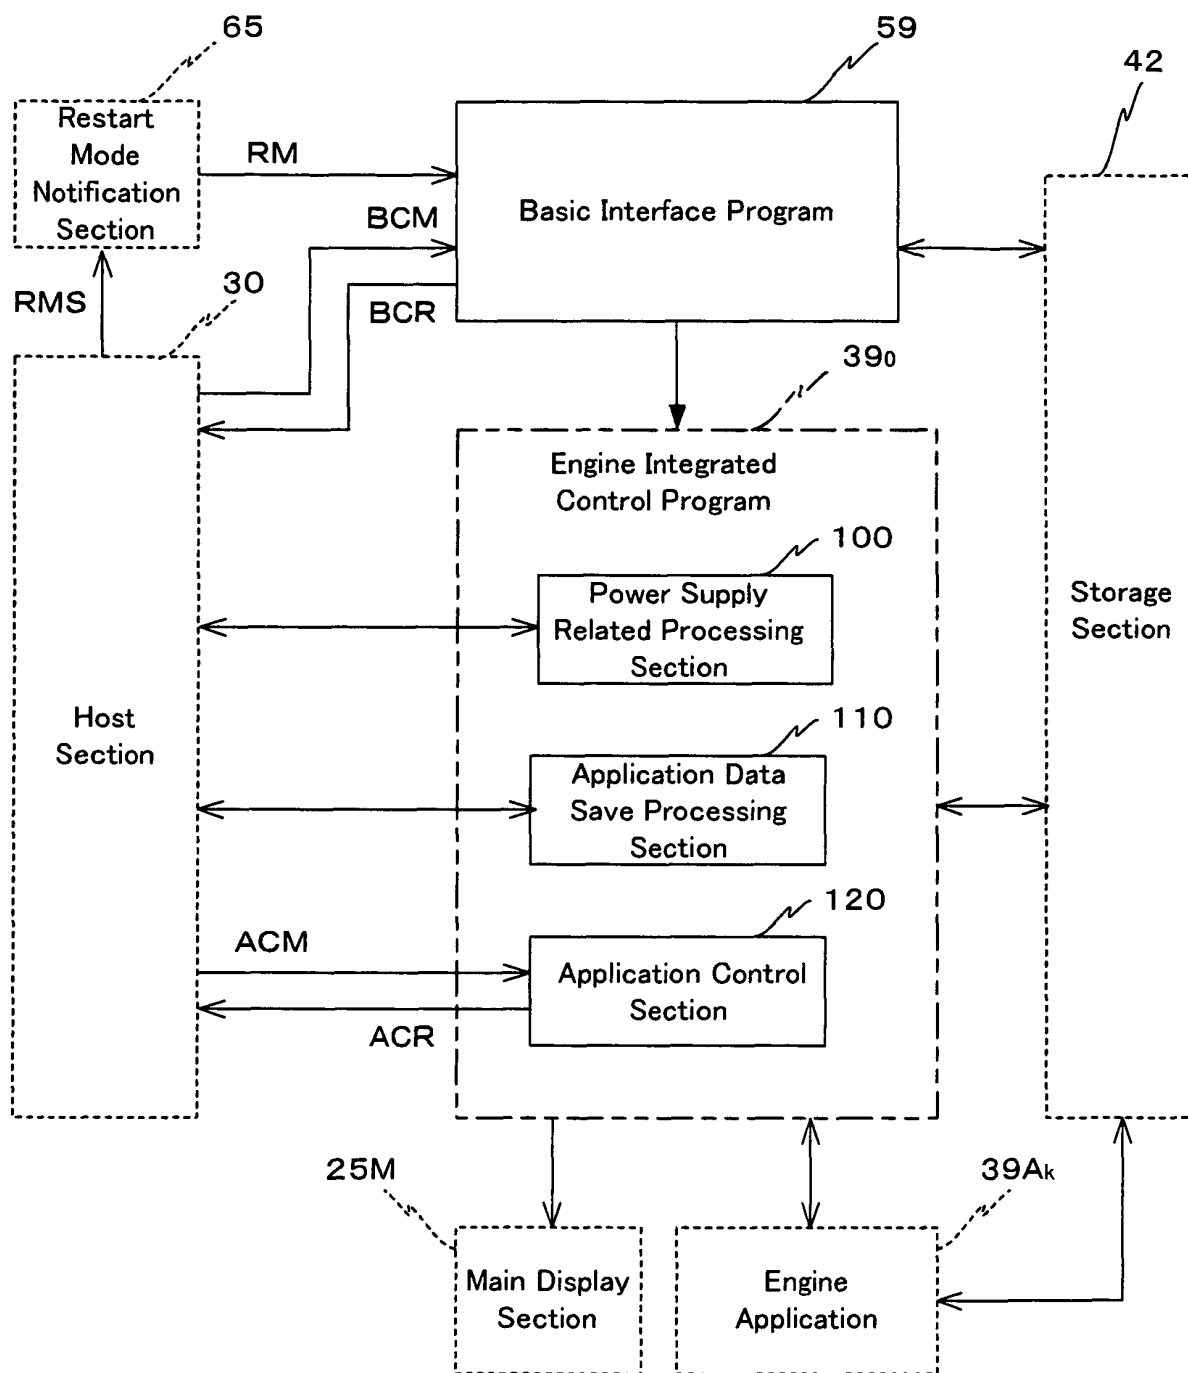 65
59
42
Restart
Mode
Notification
Section
RM
BCM
Basic Interface Program
RMS
30
BCR
39₀
Engine Integrated
Control Program
100
Power Supply
Related Processing
Section
Storage
Section
Host
Section
110
Application Data
Save Processing
Section
120
ACM
Application Control
Section
ACR
25M
39Aₖ
Main Display
Section
Engine
Application